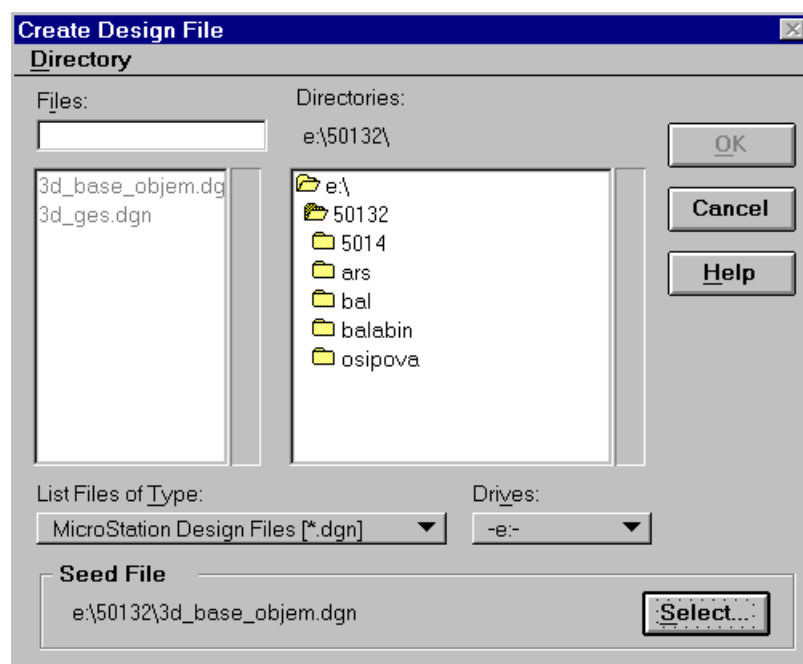 Create Design File
Directory
Files:
Directories:
e:\50132\
OK
3d_base_objem.dg
3d_ges.dgn
e:\
50132
5014
ars
bal
balabin
osipova
Cancel
Help
List Files of Type:
Drives:
MicroStation Design Files [*.dgn]
-e:-
Seed File
e:\50132\3d_base_objem.dgn
Select...